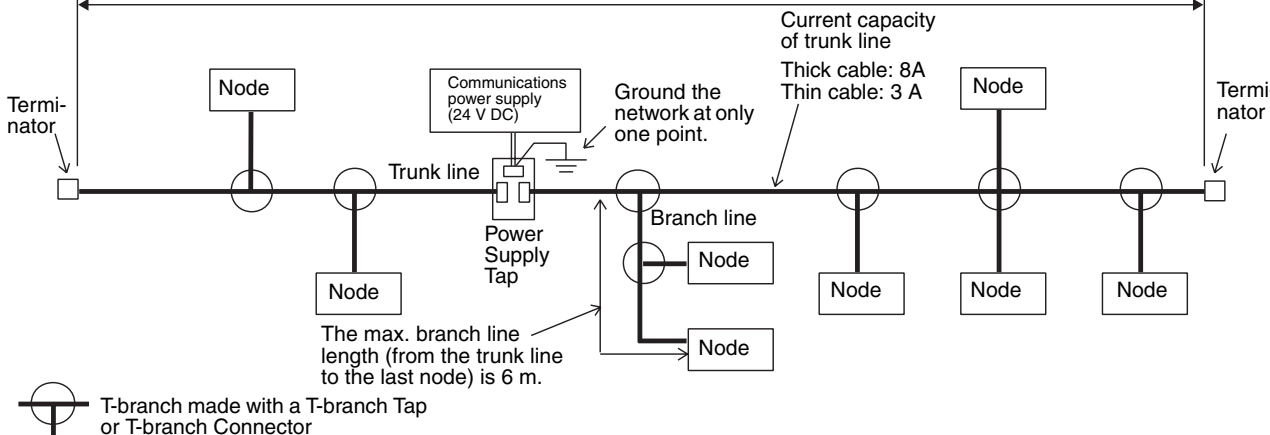 Current capacity
of trunk line
Thick cable: 8A
Thin cable: 3 A
Termi-
nator
Node
Communications
power supply
(24 V DC)
Ground the
network at only
one point.
Node
Termi
nator
Trunk line
Power
Supply
Tap
Branch line
Node
Node
Node
Node
Node
Node
The max. branch line
length (from the trunk line
to the last node) is 6 m.
T-branch made with a T-branch Tap
or T-branch Connector